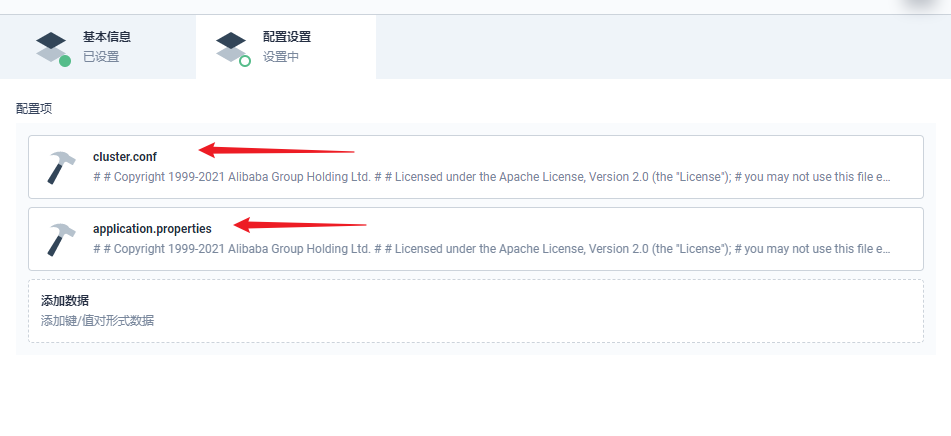 基本信息
已设置
配置设置
设置中
配置项
cluster.conf
# # Copyright 1999-2021 Alibaba Group Holding Ltd. # # Licensed under the Apache License, Version 2.0 (the "License"); # you may not use this file e...
application.properties
# # Copyright 1999-2021 Alibaba Group Holding Ltd. # # Licensed under the Apache License, Version 2.0 (the "License"); # you may not use this file e...
添加数据
添加键/值对形式数据